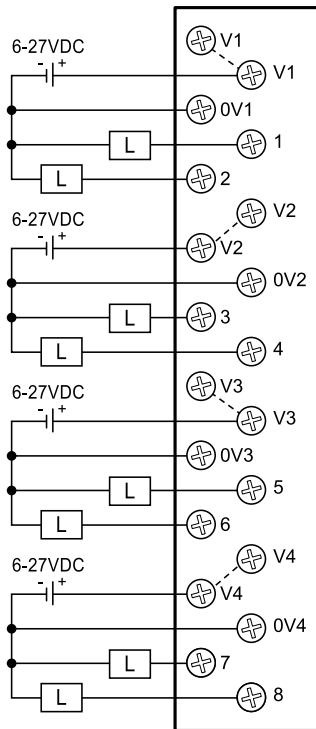 6-27VDC
- +
V1
V1
0V1
L
1
L
2
6-27VDC
- +
V2
V2
0V2
L
3
L
4
6-27VDC
- +
V3
V3
0V3
L
5
L
6
6-27VDC
- +
V4
V4
0V4
L
7
L
8